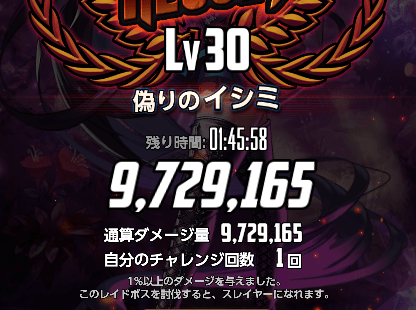 Lv30
偽りのイシミ
残り時間:01:45:58
9,729,165
通算ダメージ量 9,729,165
自分のチャレンジ回数 1回
1%以上のダメージを与えました。
このレイドボスを討伐すると、スレイヤーになれます。